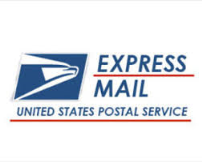 EXPRESS
MAIL
UNITED STATES POSTAL SERVICE